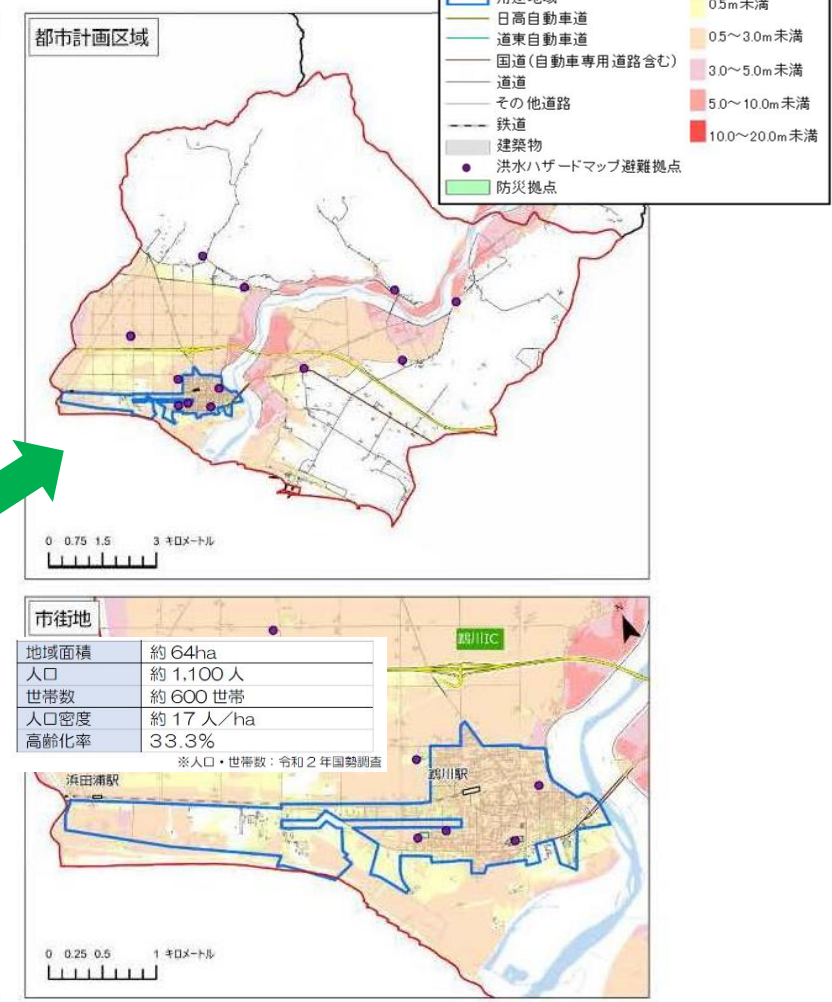 都市計画区域
用途地域
日高自動車道
道東自動車道
国道(自動車専用道路含む)
道道
その他道路
鉄道
建築物
洪水ハザードマップ避難拠点
防災拠点
0.5m未満
0.5～3.0m未満
3.0～5.0m未満
5.0～10.0m未満
10.0～20.0m未満
0 0.75 1.5 3 キロメートル
市街地
地域面積 約64ha
人口 約1,100人
世帯数 約600世帯
人口密度 約17人／ha
高齢化率 33.3%
※人口・世帯数：令和2年国勢調査
鵡川IC
浜田浦駅
鵡川駅
0 0.25 0.5 1 キロメートル